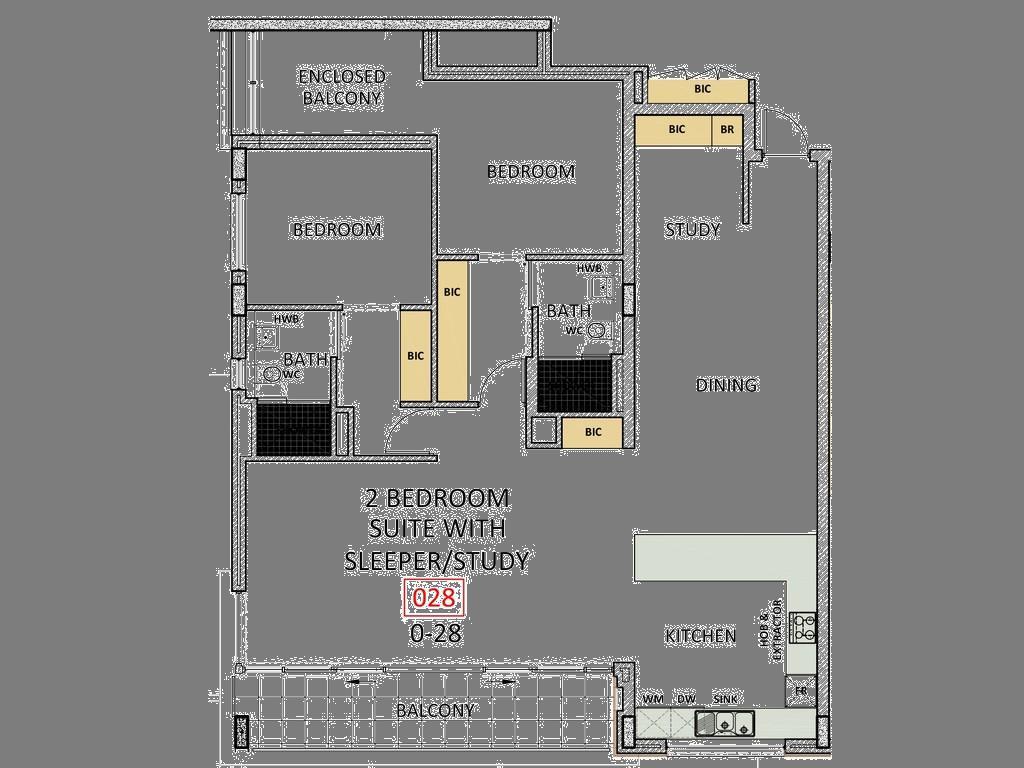 ENCLOSED
BALCONY
BIC
BIC
BR
BEDROOM
BEDROOM
STUDY
HWB
BATH
WC
BIC
HWB
BATH
WC
BIC
DINING
BIC
2 BEDROOM
SUITE WITH
SLEEPER/STUDY
028
0-28
KITCHEN
HOB &
EXTRACTOR
FR
WM
DW
SINK
BALCONY